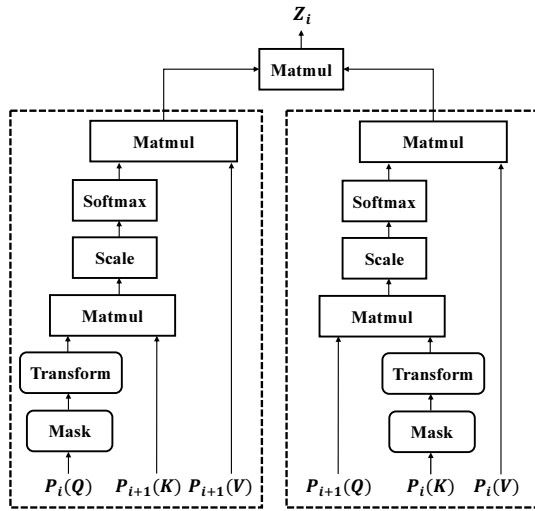 Z_i
Matmul
Matmul
Softmax
Scale
Matmul
Transform
Mask
P_i(Q) P_{i+1}(K) P_{i+1}(V)
Matmul
Softmax
Scale
Matmul
Transform
Mask
P_{i+1}(Q) P_i(K) P_i(V)